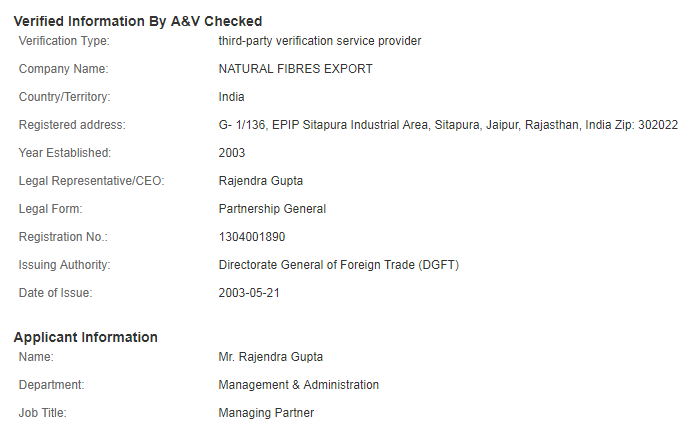 Verified Information By A&V Checked
Verification Type: third-party verification service provider
Company Name: NATURAL FIBRES EXPORT
Country/Territory: India
Registered address: G- 1/136, EPIP Sitapura Industrial Area, Sitapura, Jaipur, Rajasthan, India Zip: 302022
Year Established: 2003
Legal Representative/CEO: Rajendra Gupta
Legal Form: Partnership General
Registration No.: 1304001890
Issuing Authority: Directorate General of Foreign Trade (DGFT)
Date of Issue: 2003-05-21
Applicant Information
Name: Mr. Rajendra Gupta
Department: Management & Administration
Job Title: Managing Partner